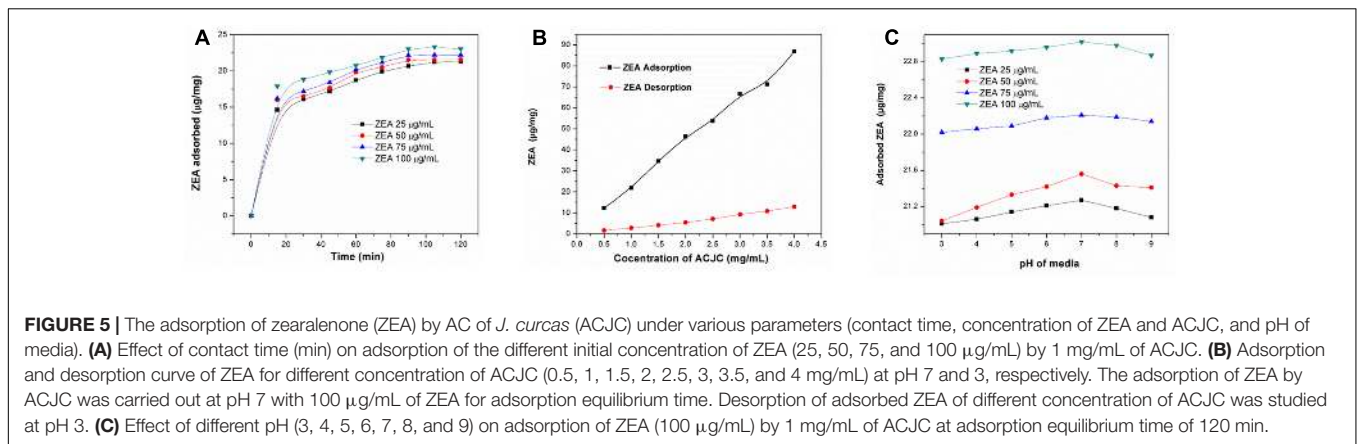 A
ZEA adsorbed (µg/mg)
25
20
15
10
5
0
ZEA 25 µg/mL
ZEA 50 µg/mL
ZEA 75 µg/mL
ZEA 100 µg/mL
0 20 40 60 80 100 120
Time (min)
B
ZEA (µg/mg)
90
80
70
60
50
40
30
20
10
0
ZEA Adsorption
ZEA Desorption
0.0 0.5 1.0 1.5 2.0 2.5 3.0 3.5 4.0 4.5
Cocentration of ACJC (mg/mL)
C
Adsorbed ZEA (µg/mg)
22.8
22.4
22.0
21.6
21.2
ZEA 25 µg/mL
ZEA 50 µg/mL
ZEA 75 µg/mL
ZEA 100 µg/mL
3 4 5 6 7 8 9
pH of media
FIGURE 5 | The adsorption of zearalenone (ZEA) by AC of J. curcas (ACJC) under various parameters (contact time, concentration of ZEA and ACJC, and pH of
media). (A) Effect of contact time (min) on adsorption of the different initial concentration of ZEA (25, 50, 75, and 100 µg/mL) by 1 mg/mL of ACJC. (B) Adsorption
and desorption curve of ZEA for different concentration of ACJC (0.5, 1, 1.5, 2, 2.5, 3, 3.5, and 4 mg/mL) at pH 7 and 3, respectively. The adsorption of ZEA by
ACJC was carried out at pH 7 with 100 µg/mL of ZEA for adsorption equilibrium time. Desorption of adsorbed ZEA of different concentration of ACJC was studied
at pH 3. (C) Effect of different pH (3, 4, 5, 6, 7, 8, and 9) on adsorption of ZEA (100 µg/mL) by 1 mg/mL of ACJC at adsorption equilibrium time of 120 min.